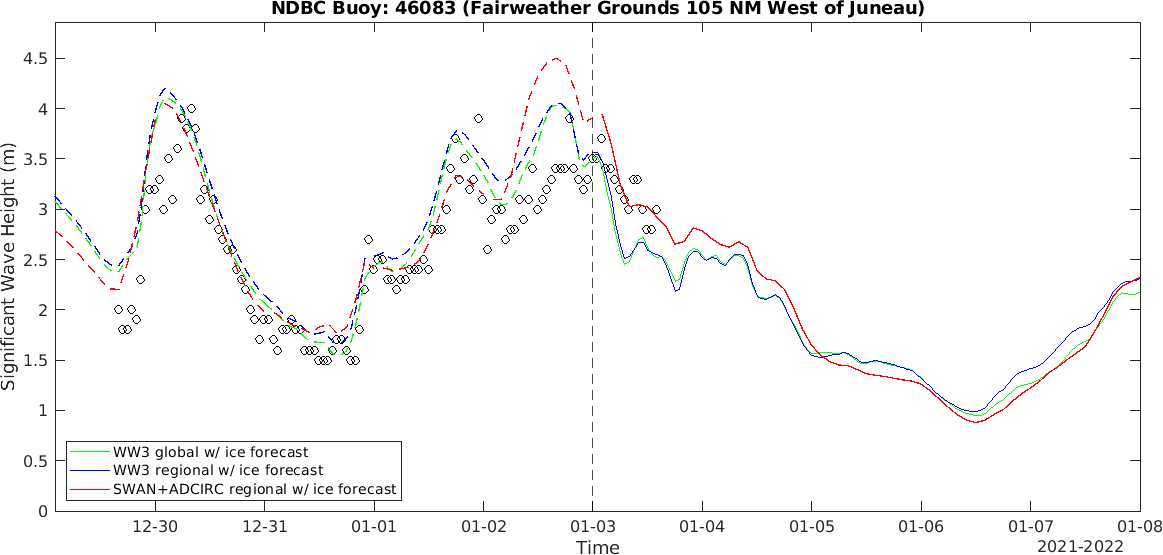 NDBC Buoy: 46083 (Fairweather Grounds 105 NM West of Juneau)
Significant Wave Height (m)
4.5
4
3.5
3
2.5
2
1.5
1
0.5
0
WW3 global w/ ice forecast
WW3 regional w/ ice forecast
SWAN+ADCIRC regional w/ ice forecast
12-30 12-31 01-01 01-02 01-03 01-04 01-05 01-06 01-07 01-08
Time
2021-2022